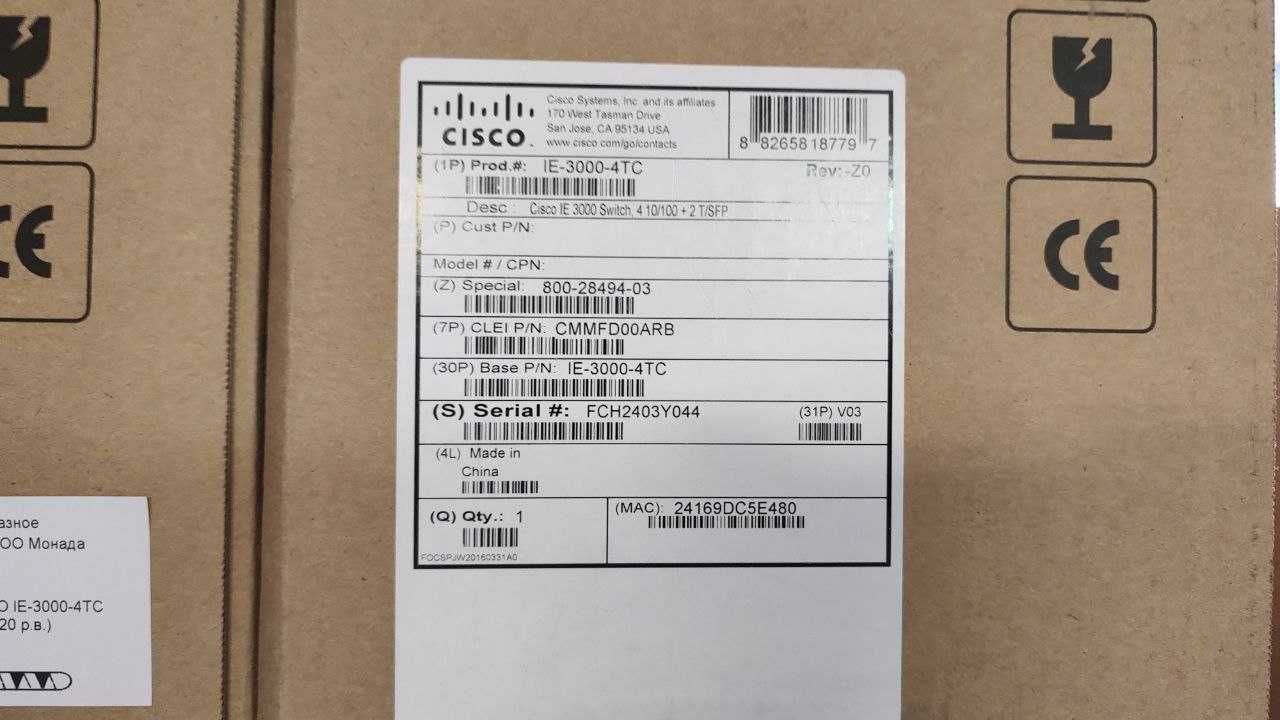 CISCO
Cisco Systems, Inc. and its affiliates
170 West Tasman Drive
San Jose, CA 95134 USA
www.cisco.com/go/contacts
8 82658 18779 7
(1P) Prod.#: IE-3000-4TC
Rev:-Z0
Desc : Cisco IE 3000 Switch, 4 10/100 + 2 T/SFP
(P) Cust P/N:
Model # / CPN:
(Z) Special: 800-28494-03
(7P) CLEI P/N: CMMFD00ARB
(30P) Base P/N: IE-3000-4TC
(S) Serial #: FCH2403Y044
(31P) V03
(4L) Made in
China
(Q) Qty.: 1
(MAC): 24169DC5E480
FOCSPJW20160331A0
CE
CE
азное
ОО Монада
O IE-3000-4TC
20 р.в.)